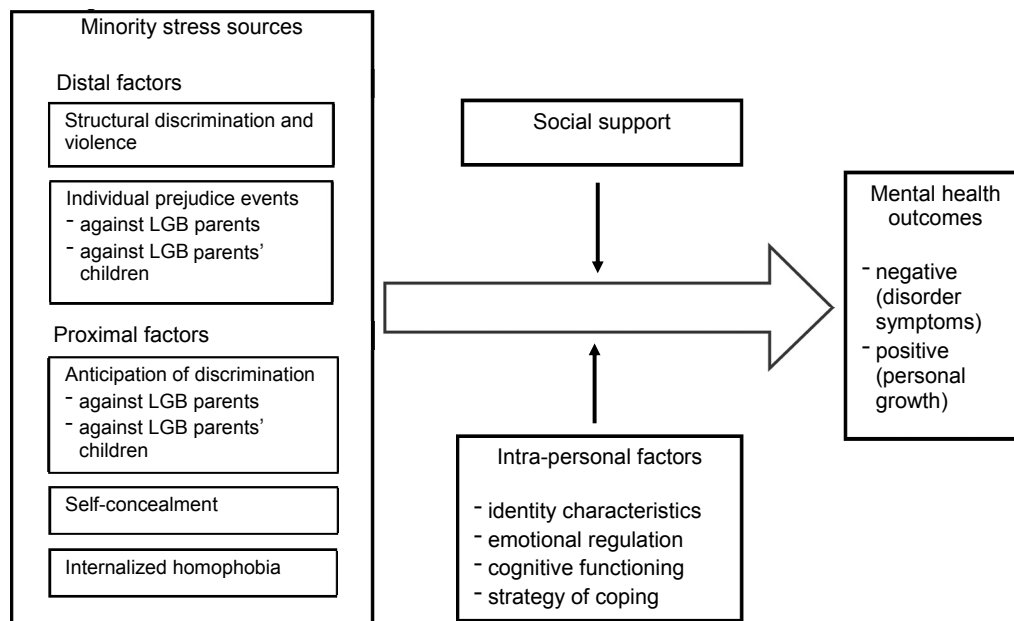 Minority stress sources
Distal factors
Structural discrimination and
violence
Individual prejudice events
- against LGB parents
- against LGB parents'
children
Proximal factors
Anticipation of discrimination
- against LGB parents
- against LGB parents'
children
Self-concealment
Internalized homophobia
Social support
Intra-personal factors
- identity characteristics
- emotional regulation
- cognitive functioning
- strategy of coping
Mental health
outcomes
- negative
(disorder
symptoms)
- positive
(personal
growth)